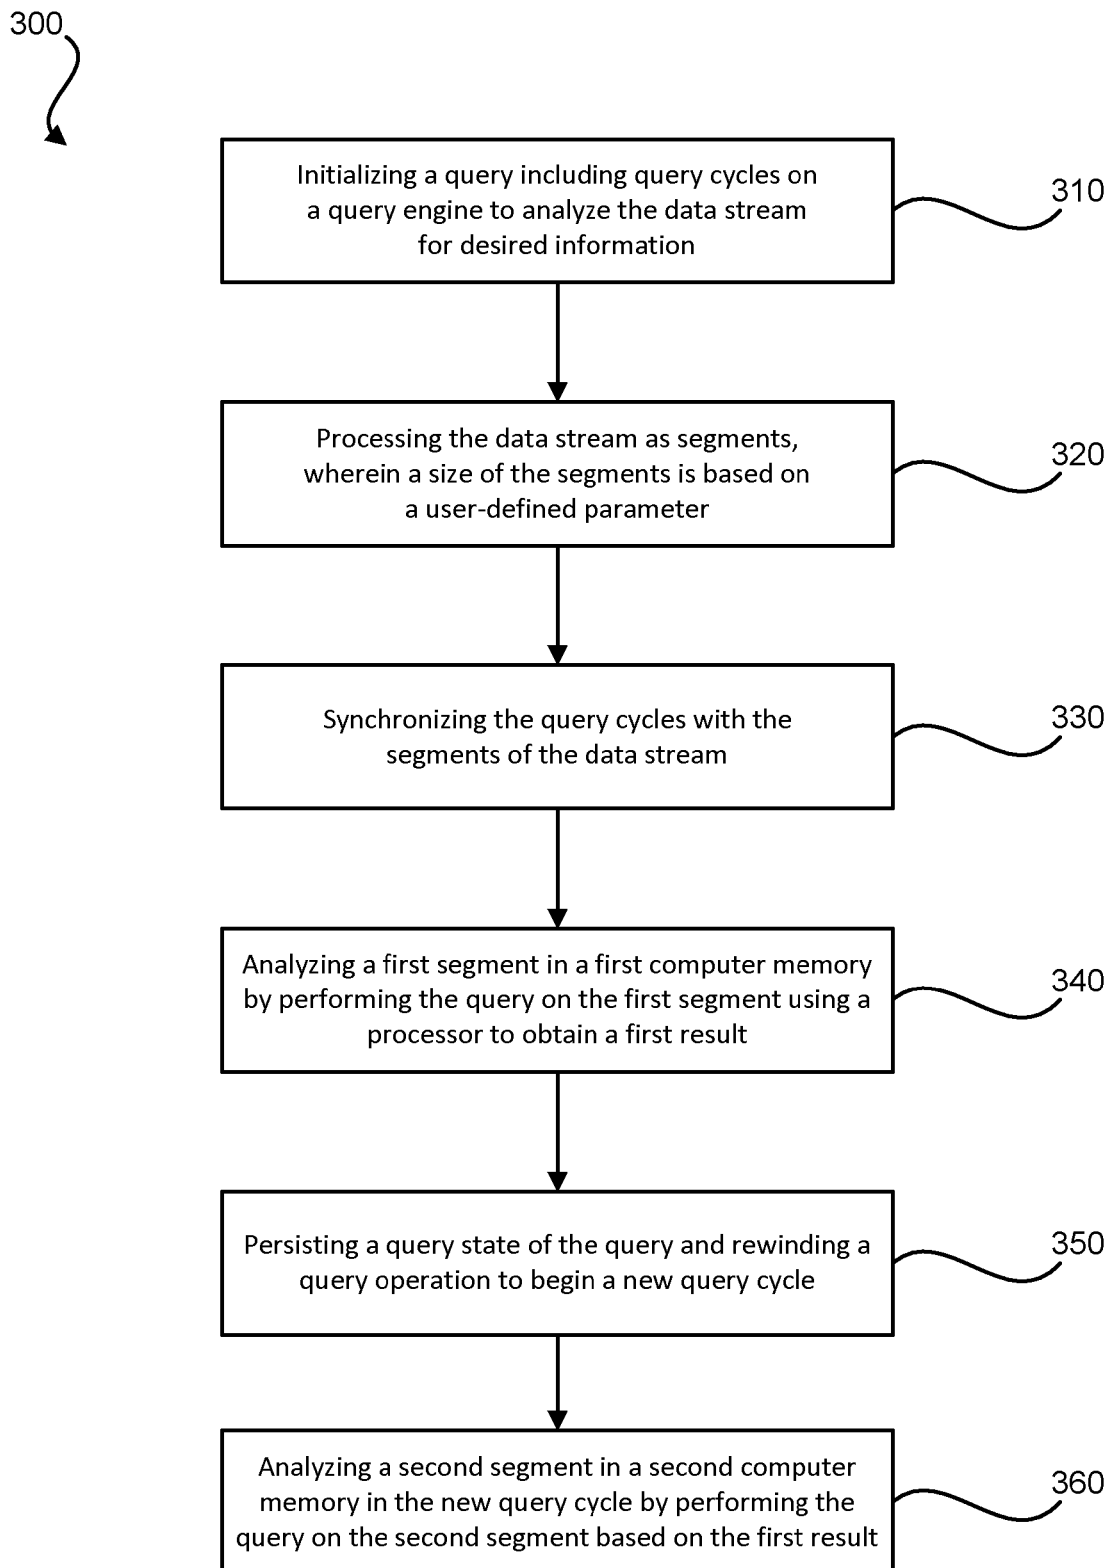 300
Initializing a query including query cycles on
a query engine to analyze the data stream
for desired information
310
Processing the data stream as segments,
wherein a size of the segments is based on
a user-defined parameter
320
Synchronizing the query cycles with the
segments of the data stream
330
Analyzing a first segment in a first computer memory
by performing the query on the first segment using a
processor to obtain a first result
340
Persisting a query state of the query and rewinding a
query operation to begin a new query cycle
350
Analyzing a second segment in a second computer
memory in the new query cycle by performing the
query on the second segment based on the first result
360